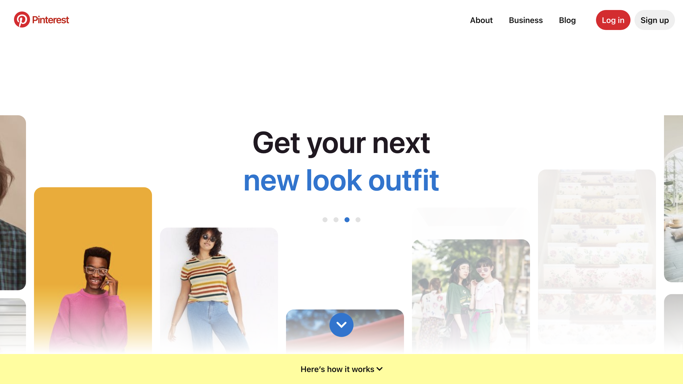 Pinterest
About
Business
Blog
Log in
Sign up
Get your next
new look outfit
Here's how it works